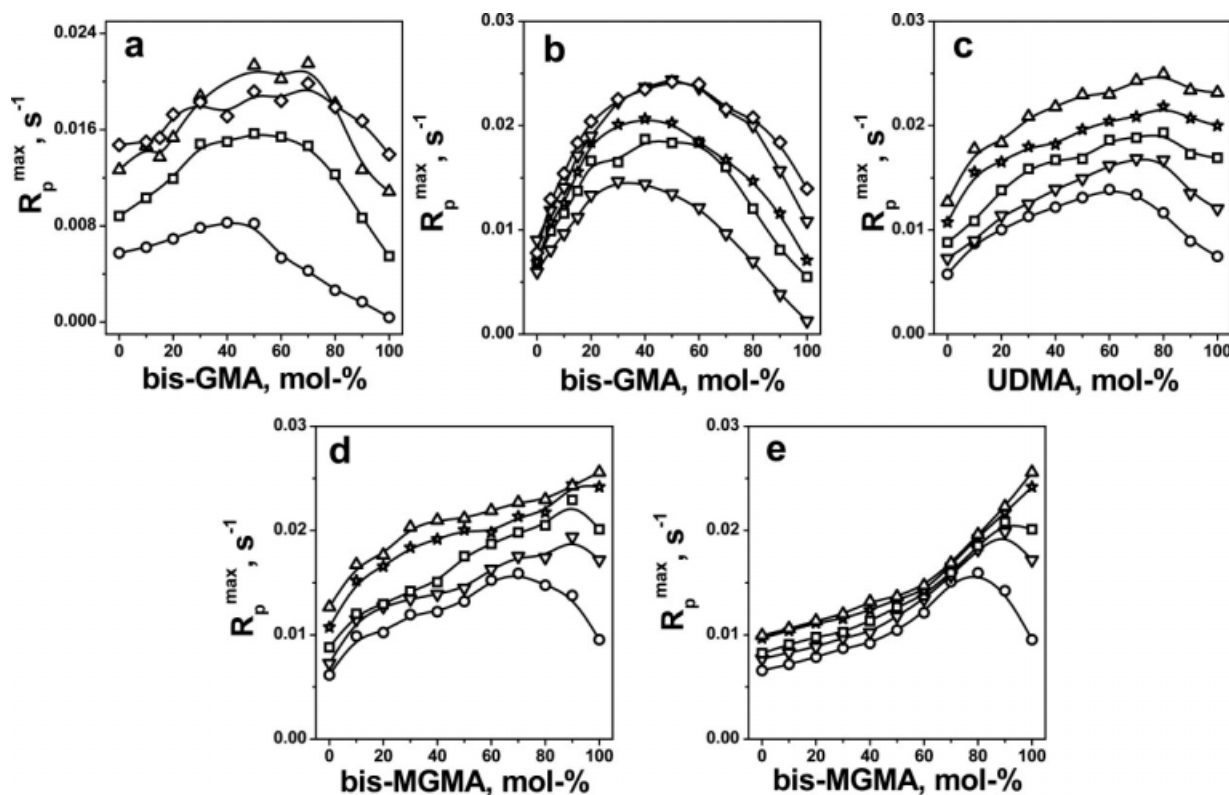 a
R_p^max, s^-1
0.024
0.016
0.008
0.000
0 20 40 60 80 100
bis-GMA, mol-%
b
R_p^max, s^-1
0.03
0.02
0.01
0.00
0 20 40 60 80 100
bis-GMA, mol-%
c
R_p^max, s^-1
0.03
0.02
0.01
0.00
0 20 40 60 80 100
UDMA, mol-%
d
R_p^max, s^-1
0.03
0.02
0.01
0.00
0 20 40 60 80 100
bis-MGMA, mol-%
e
R_p^max, s^-1
0.03
0.02
0.01
0.00
0 20 40 60 80 100
bis-MGMA, mol-%